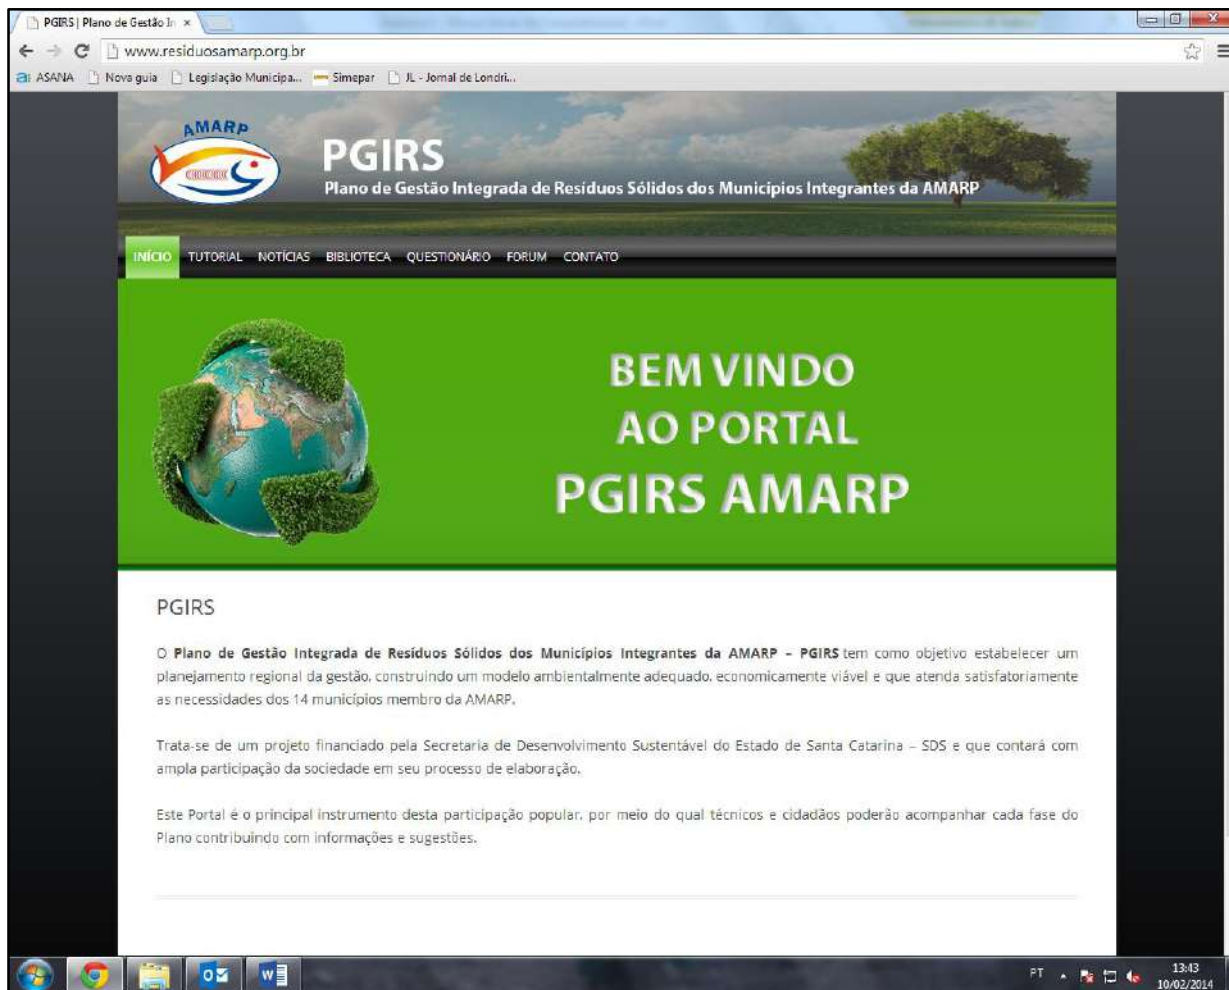 PGIRS | Plano de Gestão In
www.residuosamarp.org.br
ASANA Nova guia Legislação Municipa... Simepar JL - Jornal de Londri...
AMARP
PGIRS
Plano de Gestão Integrada de Resíduos Sólidos dos Municípios Integrantes da AMARP
INÍCIO TUTORIAL NOTÍCIAS BIBLIOTECA QUESTIONÁRIO FORUM CONTATO
BEM VINDO
AO PORTAL
PGIRS AMARP
PGIRS
O Plano de Gestão Integrada de Resíduos Sólidos dos Municípios Integrantes da AMARP – PGIRS tem como objetivo estabelecer um
planejamento regional da gestão, construindo um modelo ambientalmente adequado, economicamente viável e que atenda satisfatoriamente
as necessidades dos 14 municípios membro da AMARP.
Trata-se de um projeto financiado pela Secretaria de Desenvolvimento Sustentável do Estado de Santa Catarina – SDS e que contará com
ampla participação da sociedade em seu processo de elaboração.
Este Portal é o principal instrumento desta participação popular, por meio do qual técnicos e cidadãos poderão acompanhar cada fase do
Plano contribuindo com informações e sugestões.
PT 13:43
10/02/2014